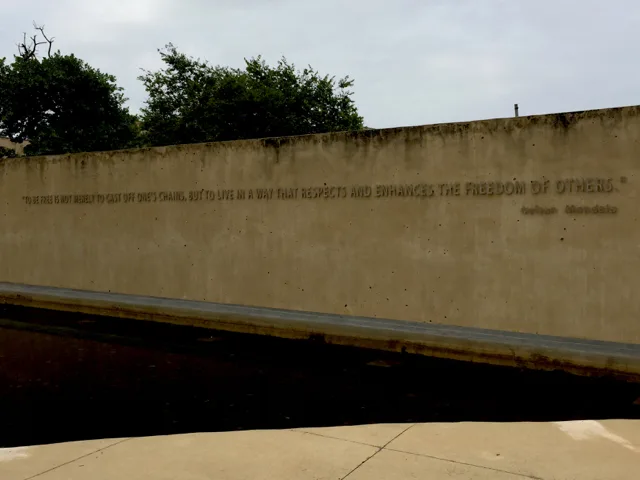 "TO BE FREE IS NOT MERELY TO CAST OFF ONE'S CHAINS, BUT TO LIVE IN A WAY THAT RESPECTS AND ENHANCES THE FREEDOM OF OTHERS."
Nelson Mandela